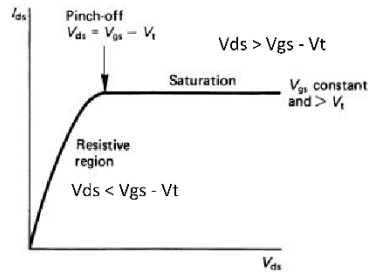 Ids
Pinch-off
Vds = Vgs − Vt
Vds > Vgs - Vt
Saturation
Vgs constant
and > Vt
Resistive
region
Vds < Vgs - Vt
Vds